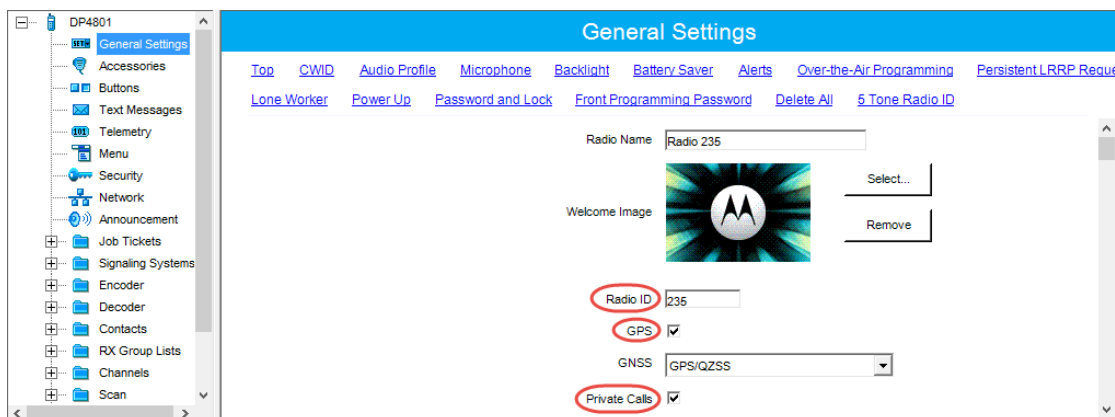 DP4801
General Settings
Accessories
Buttons
Text Messages
Telemetry
Menu
Security
Network
Announcement
Job Tickets
Signaling Systems
Encoder
Decoder
Contacts
RX Group Lists
Channels
Scan
General Settings
Top CWID Audio Profile Microphone Backlight Battery Saver Alerts Over-the-Air Programming Persistent LRRP Reque
Lone Worker Power Up Password and Lock Front Programming Password Delete All 5 Tone Radio ID
Radio Name Radio 235
Welcome Image
Select...
Remove
Radio ID 235
GPS
GNSS GPS/QZSS
Private Calls